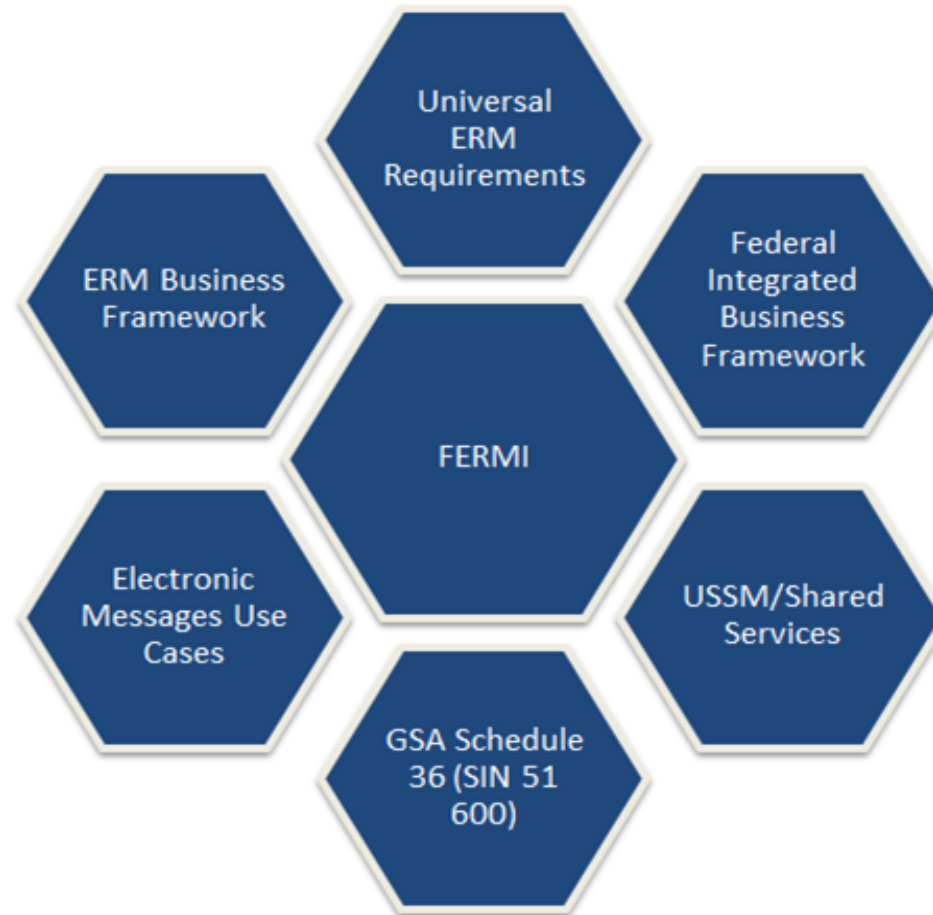 Universal
ERM
Requirements
ERM Business
Framework
Federal
Integrated
Business
Framework
FERMI
Electronic
Messages Use
Cases
USSM/Shared
Services
GSA Schedule
36 (SIN 51
600)